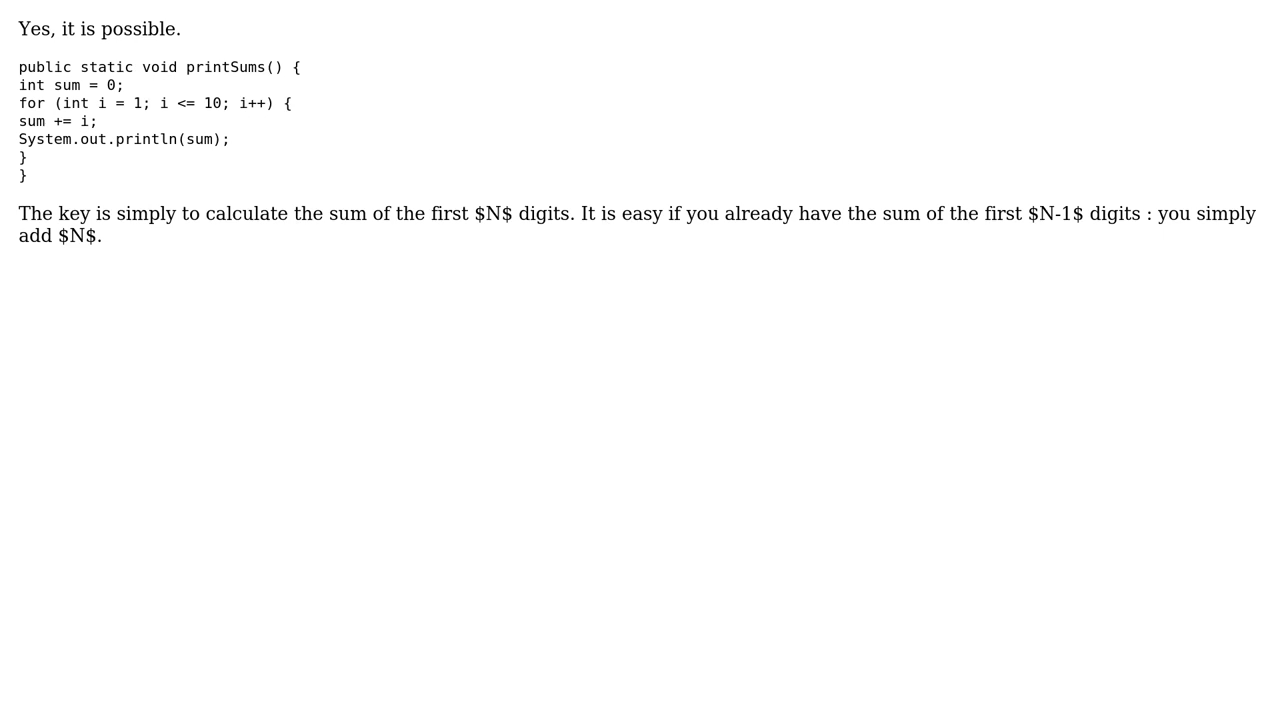 Yes, it is possible.
public static void printSums() {
int sum = 0;
for (int i = 1; i <= 10; i++) {
sum += i;
System.out.println(sum);
}
}
The key is simply to calculate the sum of the first $N$ digits. It is easy if you already have the sum of the first $N-1$ digits : you simply
add $N$.